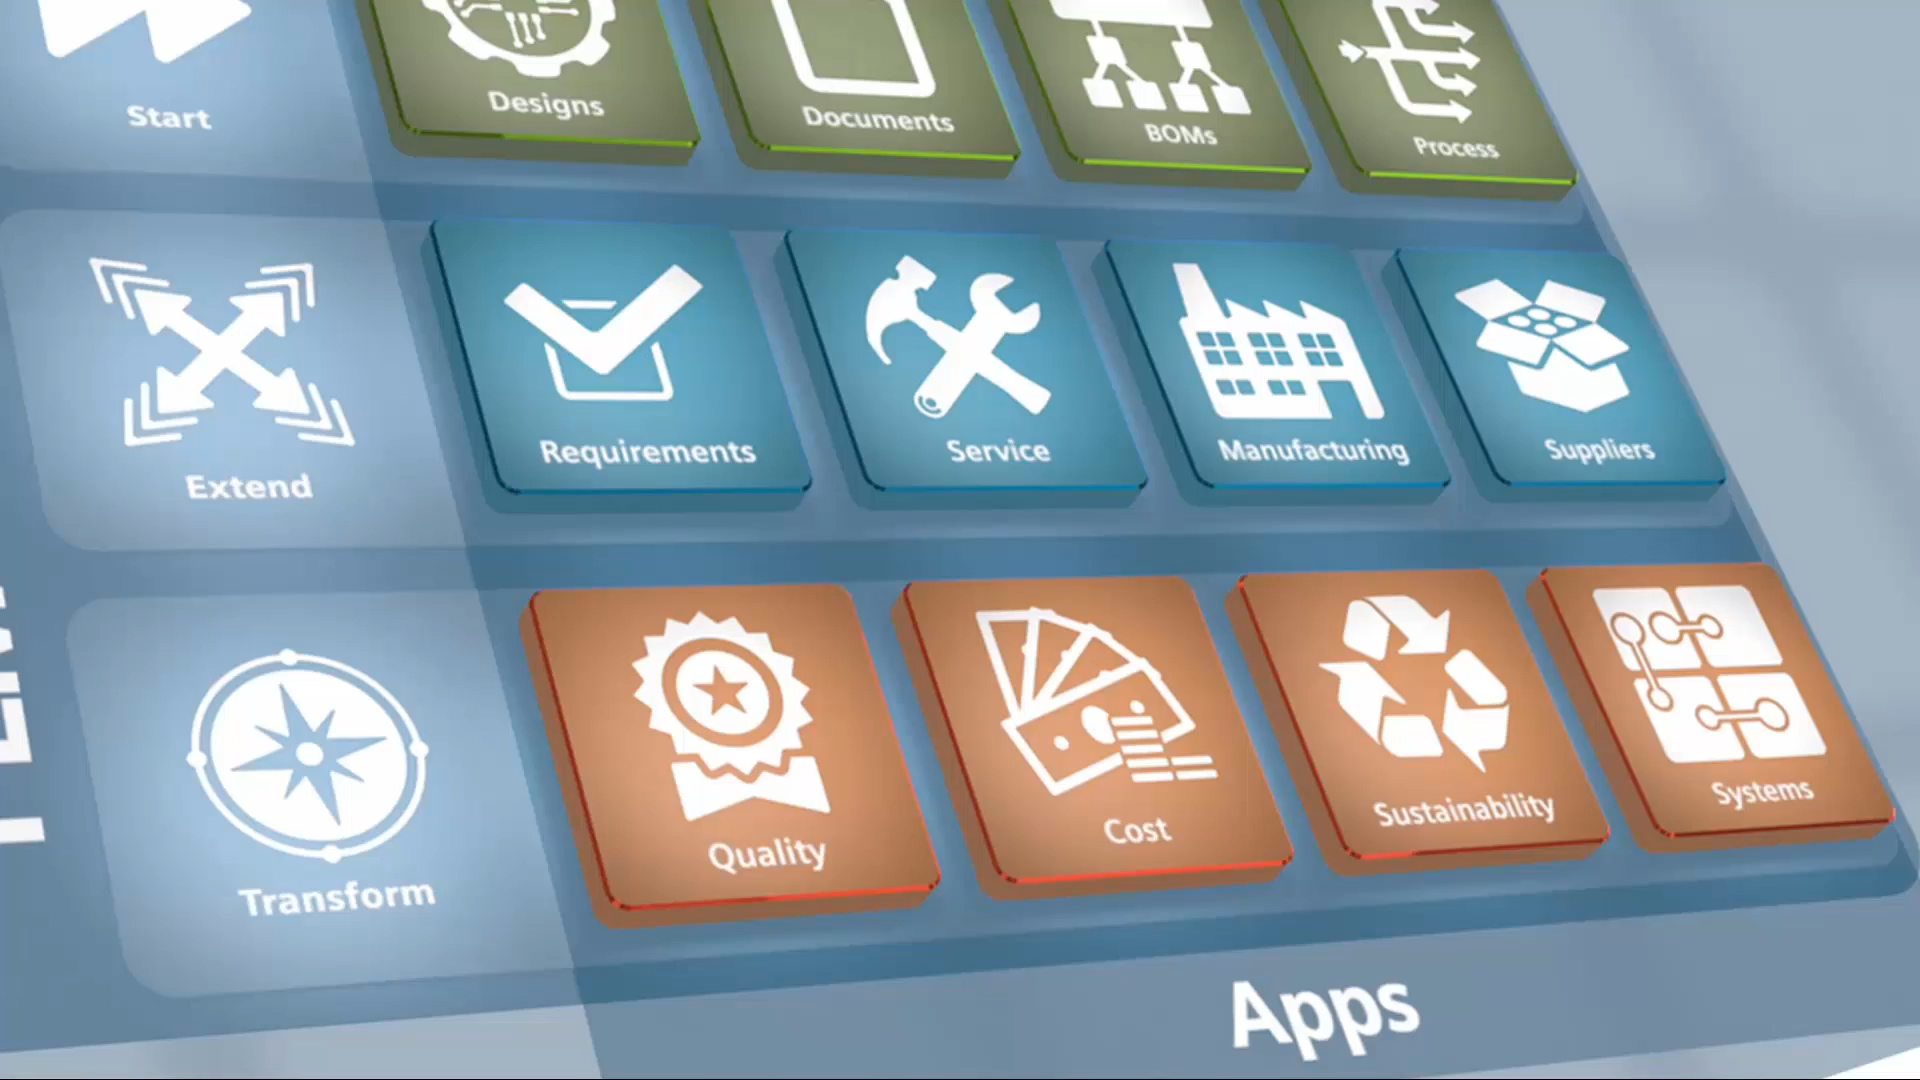 Start
Designs
Documents
BOMs
Process
Extend
Requirements
Service
Manufacturing
Suppliers
Transform
Quality
Cost
Sustainability
Systems
Apps